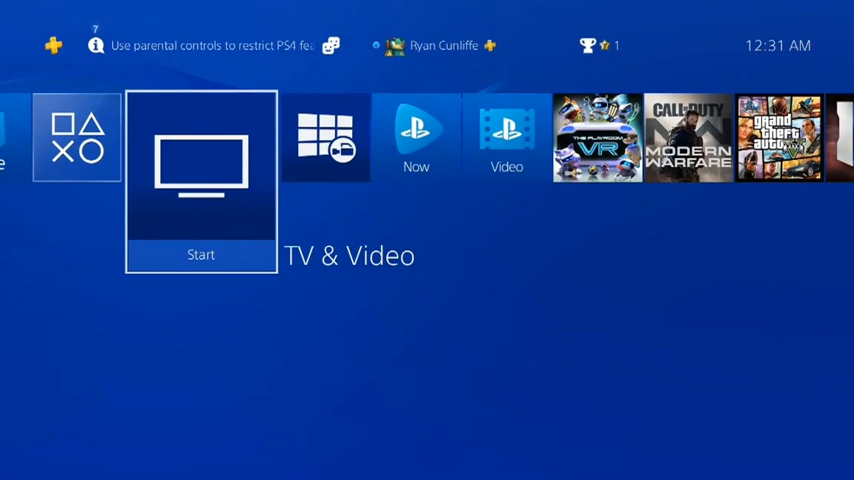 7
Use parental controls to restrict PS4 fea
Ryan Cunliffe
1
12:31 AM
e
Now
Video
THE PLAYROOM
VR
CALL OF DUTY
MODERN
WARFARE
grand
theft
auto
Start
TV & Video